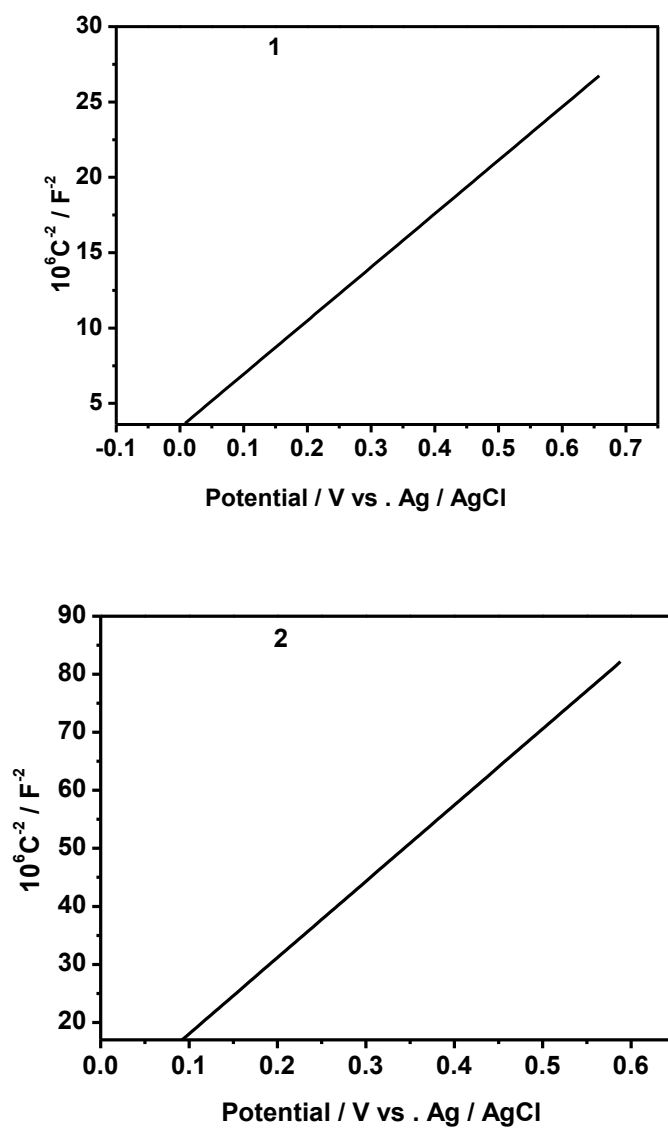 1
30
25
20
15
10
5
10⁶C⁻² / F⁻²
-0.1 0.0 0.1 0.2 0.3 0.4 0.5 0.6 0.7
Potential / V vs . Ag / AgCl
2
90
80
70
60
50
40
30
20
10⁶C⁻² / F⁻²
0.0 0.1 0.2 0.3 0.4 0.5 0.6
Potential / V vs . Ag / AgCl